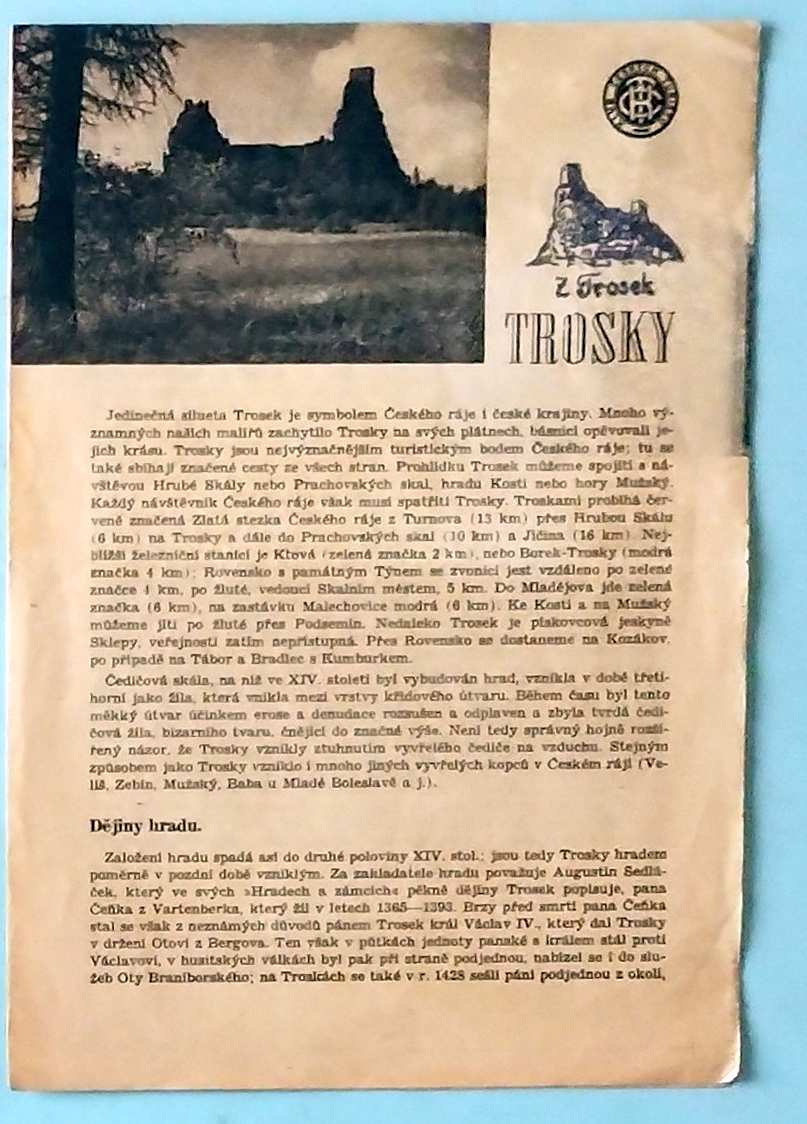 Z Trosek
TROSKY
Jedinečná silueta Trosek je symbolem Českého ráje i české krajiny. Mnoho vý-
znamných našich malířů zachytilo Trosky na svých plátnech, básníci opěvovali je-
jich krásu. Trosky jsou nejvýznačnějším turistickým bodem Českého ráje; tu se
také sbíhají značené cesty ze všech stran. Prohlídku Trosek můžeme spojiti s ná-
vštěvou Hrubé Skály nebo Prachovských skal, hradu Kosti nebo hory Mužský.
Každý návštěvník Českého ráje však musí spatřiti Trosky. Troskami probíhá čer-
veně značená Zlatá stezka Českého ráje z Turnova (13 km) přes Hrubou Skálu
(6 km) na Trosky a dále do Prachovských skal (10 km) a Jičína (16 km). Nej-
bližší železniční stanicí je Ktová (zelená značka 2 km), nebo Borek-Trosky (modrá
značka 4 km); Rovensko s památným Týnem se zvonicí jest vzdáleno po zelené
značce 4 km, po žluté, vedoucí Skalním městem, 5 km. Do Mladějova jde zelená
značka (6 km), na zastávku Malechovice modrá (6 km). Ke Kosti a na Mužský
můžeme jíti po žluté přes Podsemín. Nedaleko Trosek je pískovcová jeskyně
Sklepy, veřejnosti zatím nepřístupná. Přes Rovensko se dostaneme na Kozákov,
po případě na Tábor a Bradlec s Kumburkem.
Čedičová skála, na níž ve XIV. století byl vybudován hrad, vznikla v době třeti-
horní jako žíla, která vnikla mezi vrstvy křídového útvaru. Během času byl tento
měkký útvar účinkem erose a denudace rozrušen a odplaven a zbyla tvrdá čedi-
čová žíla, bizarního tvaru, čnějící do značné výše. Není tedy správný hojně rozší-
řený názor, že Trosky vznikly ztuhnutím vyvřelého čediče na vzduchu. Stejným
způsobem jako Trosky vzniklo i mnoho jiných vyvřelých kopců v Českém ráji (Ve-
liš, Zebín, Mužský, Baba u Mladé Boleslavě a j.).
Dějiny hradu.
Založení hradu spadá asi do druhé poloviny XIV. stol.; jsou tedy Trosky hradem
poměrně v pozdní době vzniklým. Za zakladatele hradu považuje Augustin Sedlá-
ček, který ve svých »Hradech a zámcích« pěkně dějiny Trosek popisuje, pana
Čeňka z Vartenberka, který žil v letech 1365—1393. Brzy před smrtí pana Čeňka
stal se však z neznámých důvodů pánem Trosek král Václav IV., který dal Trosky
v držení Otovi z Bergova. Ten však v půtkách jednoty panské s králem stál proti
Václavovi, v husitských válkách byl pak při straně podjednou, nabízel se i do slu-
žeb Oty Braniborského; na Troskách se také v r. 1428 sešli páni podjednou z okolí,